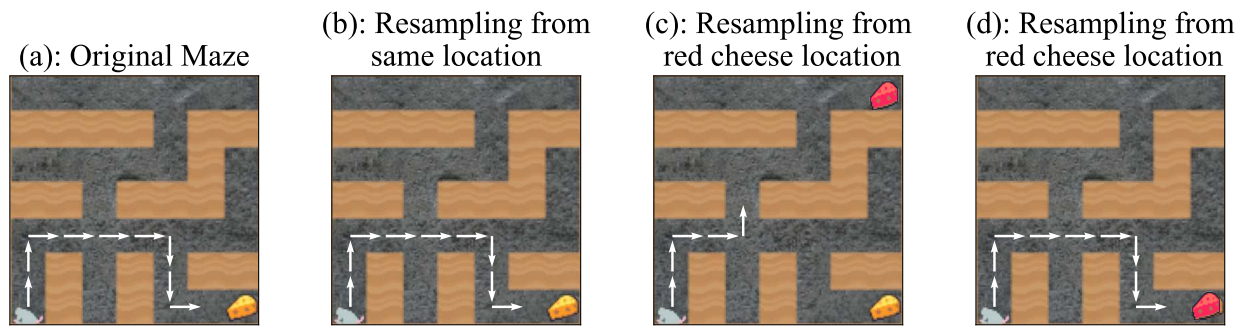 (a): Original Maze
(b): Resampling from
same location
(c): Resampling from
red cheese location
(d): Resampling from
red cheese location